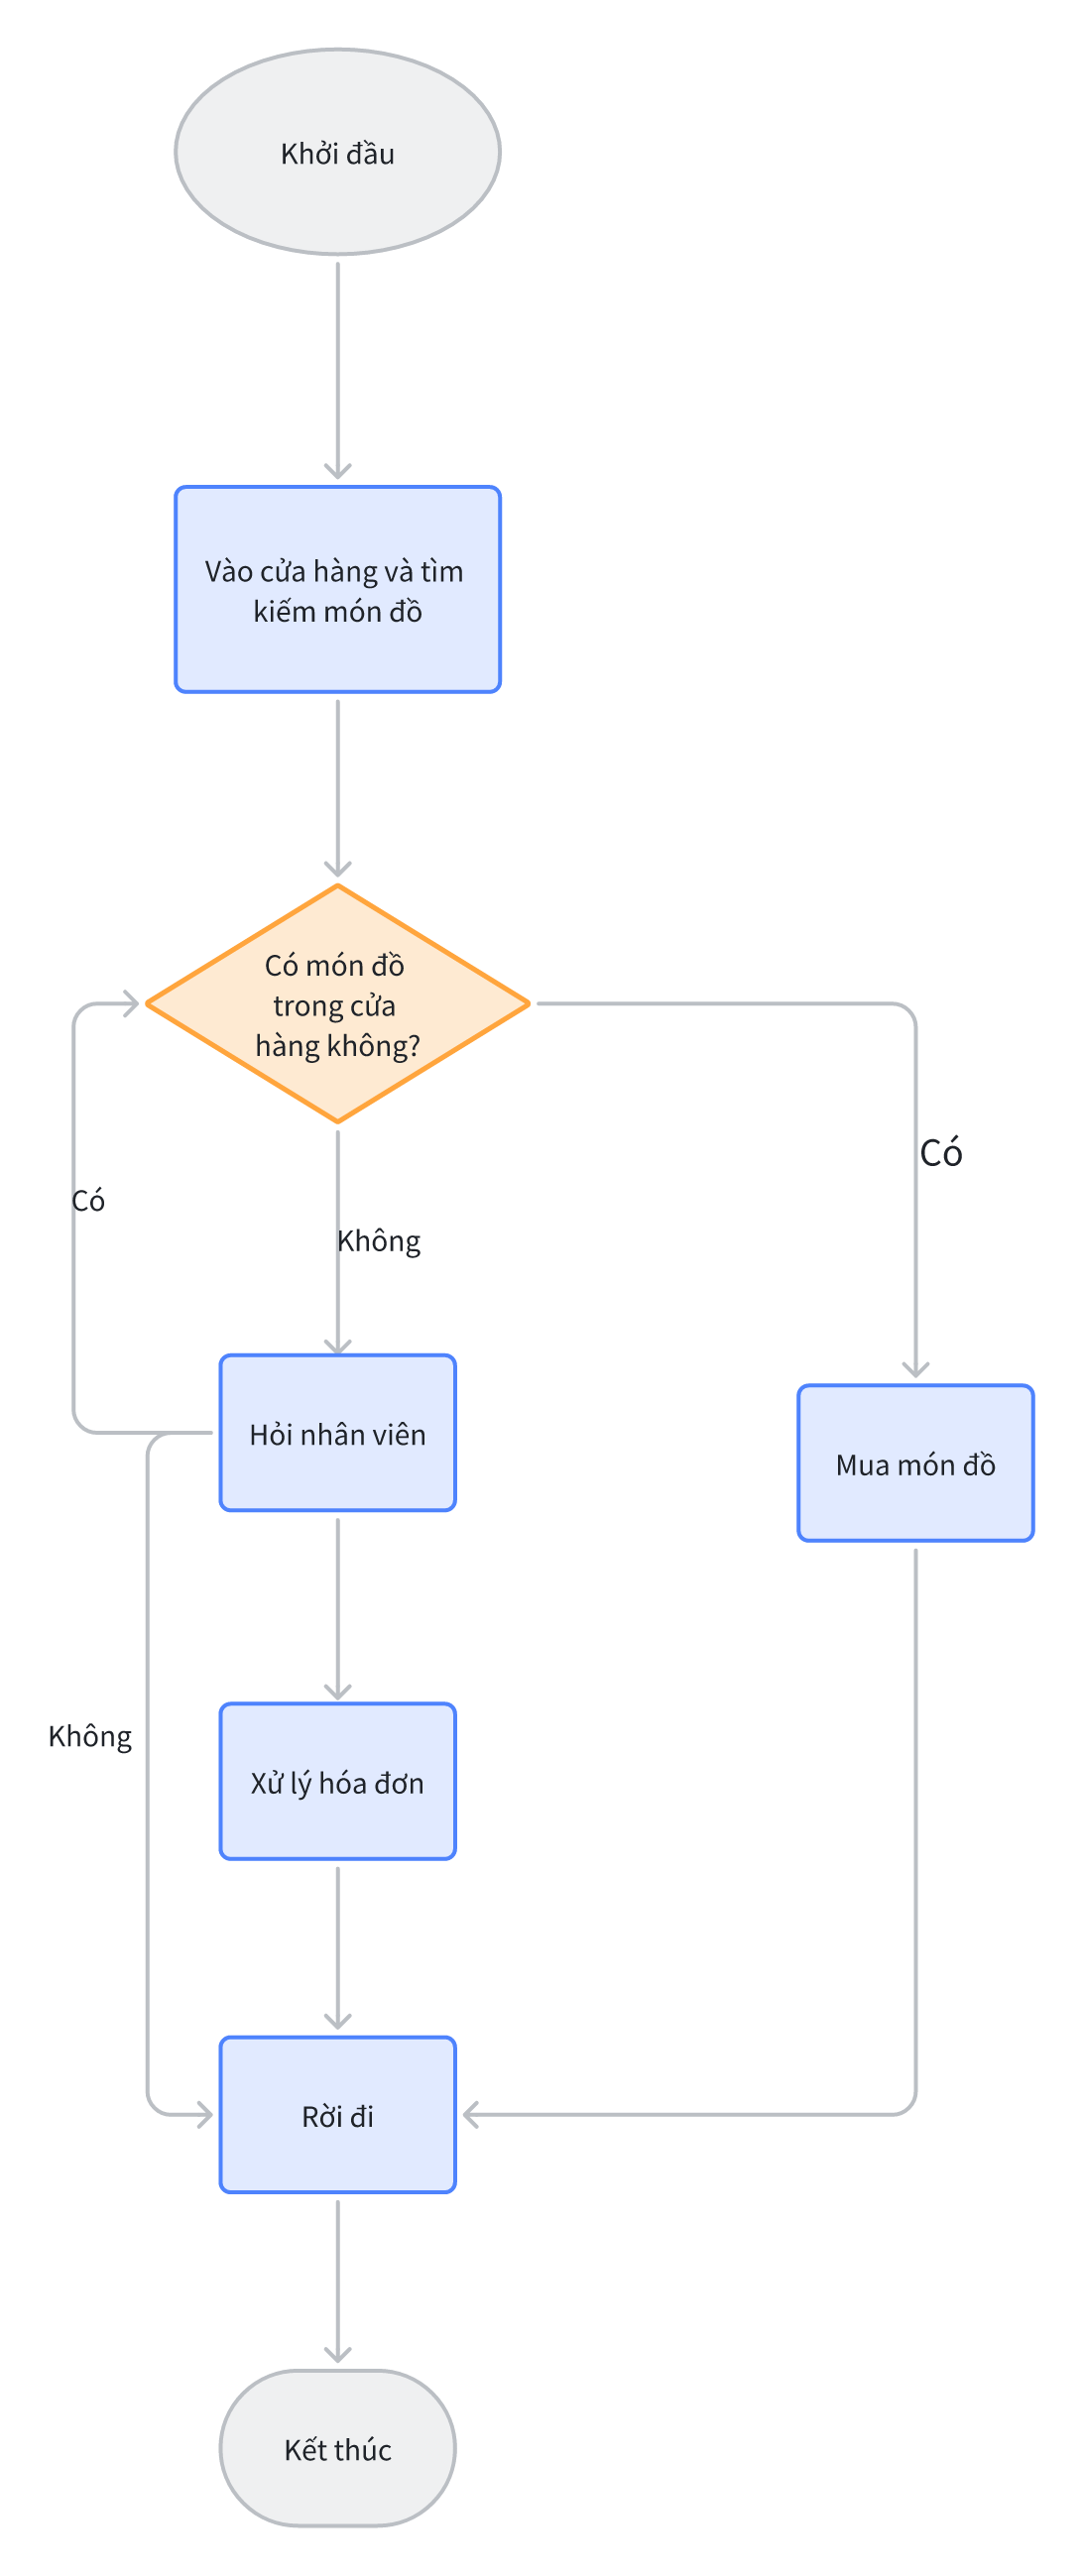 Khởi đầu
Vào cửa hàng và tìm
kiếm món đồ
Có món đồ
trong cửa
hàng không?
Có
Có
Không
Hỏi nhân viên
Mua món đồ
Không
Xử lý hóa đơn
Rời đi
Kết thúc